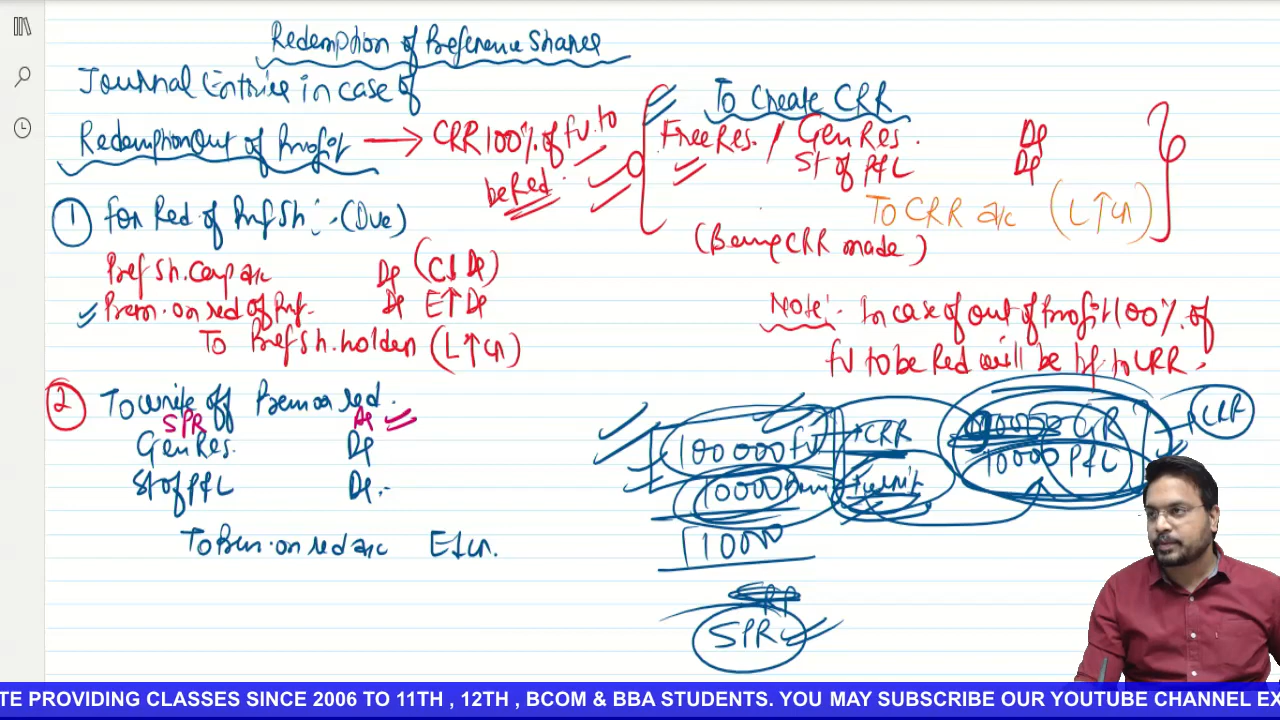 Redemption of Preference Shares
Journal Entries in case of
Redemption out of Profit → CRR 100% of FV. to
be Red.
① for Red of Pref Sh :- (Due)
Pref Sh. Cap a/c Dr (C↓ Dr)
Prem. on red of Pref. Dr E↑ Dr
To Pref Sh. holders (L↑ Cr)
② To write off Prem on red.
SPR Dr
Gen Res. Dr
St of P&L Dr.
To Prem. on red a/c E↓ Cr.
To Create CRR
Free Res. / Gen Res. Dr
St of P&L Dr
To CRR a/c (L↑ Cr)
(Being CRR made)
Note:- In case of out of Profit 100% of
FV to be Red will be t/f to CRR.
100000 FV CRR
10000
GR CRR
10000 P&L
SPR
TE PROVIDING CLASSES SINCE 2006 TO 11TH , 12TH , BCOM & BBA STUDENTS. YOU MAY SUBSCRIBE OUR YOUTUBE CHANNEL EX